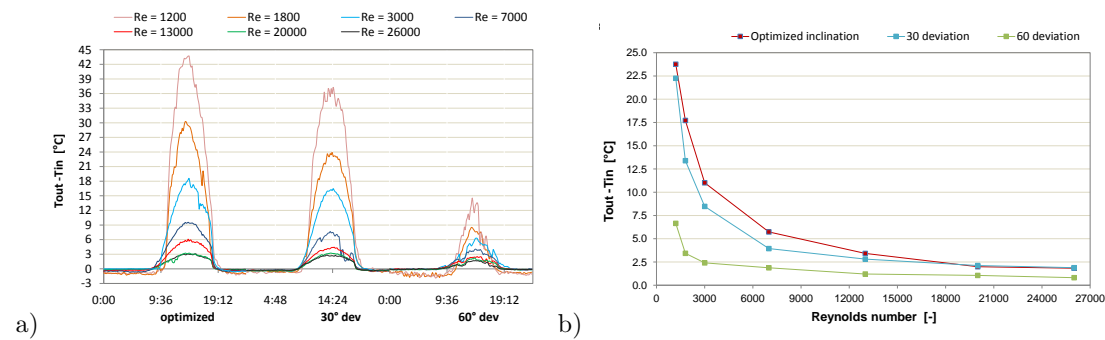 Re = 1200 Re = 1800 Re = 3000 Re = 7000
Re = 13000 Re = 20000 Re = 26000
Tout -Tin [°C]
45
42
39
36
33
30
27
24
21
18
15
12
9
6
3
0
-3
0:00 9:36 19:12 4:48 14:24 0:00 9:36 19:12
optimized 30° dev 60° dev
a)
Optimized inclination 30 deviation 60 deviation
Tout -Tin [°C]
25.0
22.5
20.0
17.5
15.0
12.5
10.0
7.5
5.0
2.5
0.0
0 3000 6000 9000 12000 15000 18000 21000 24000 27000
Reynolds number [-]
b)